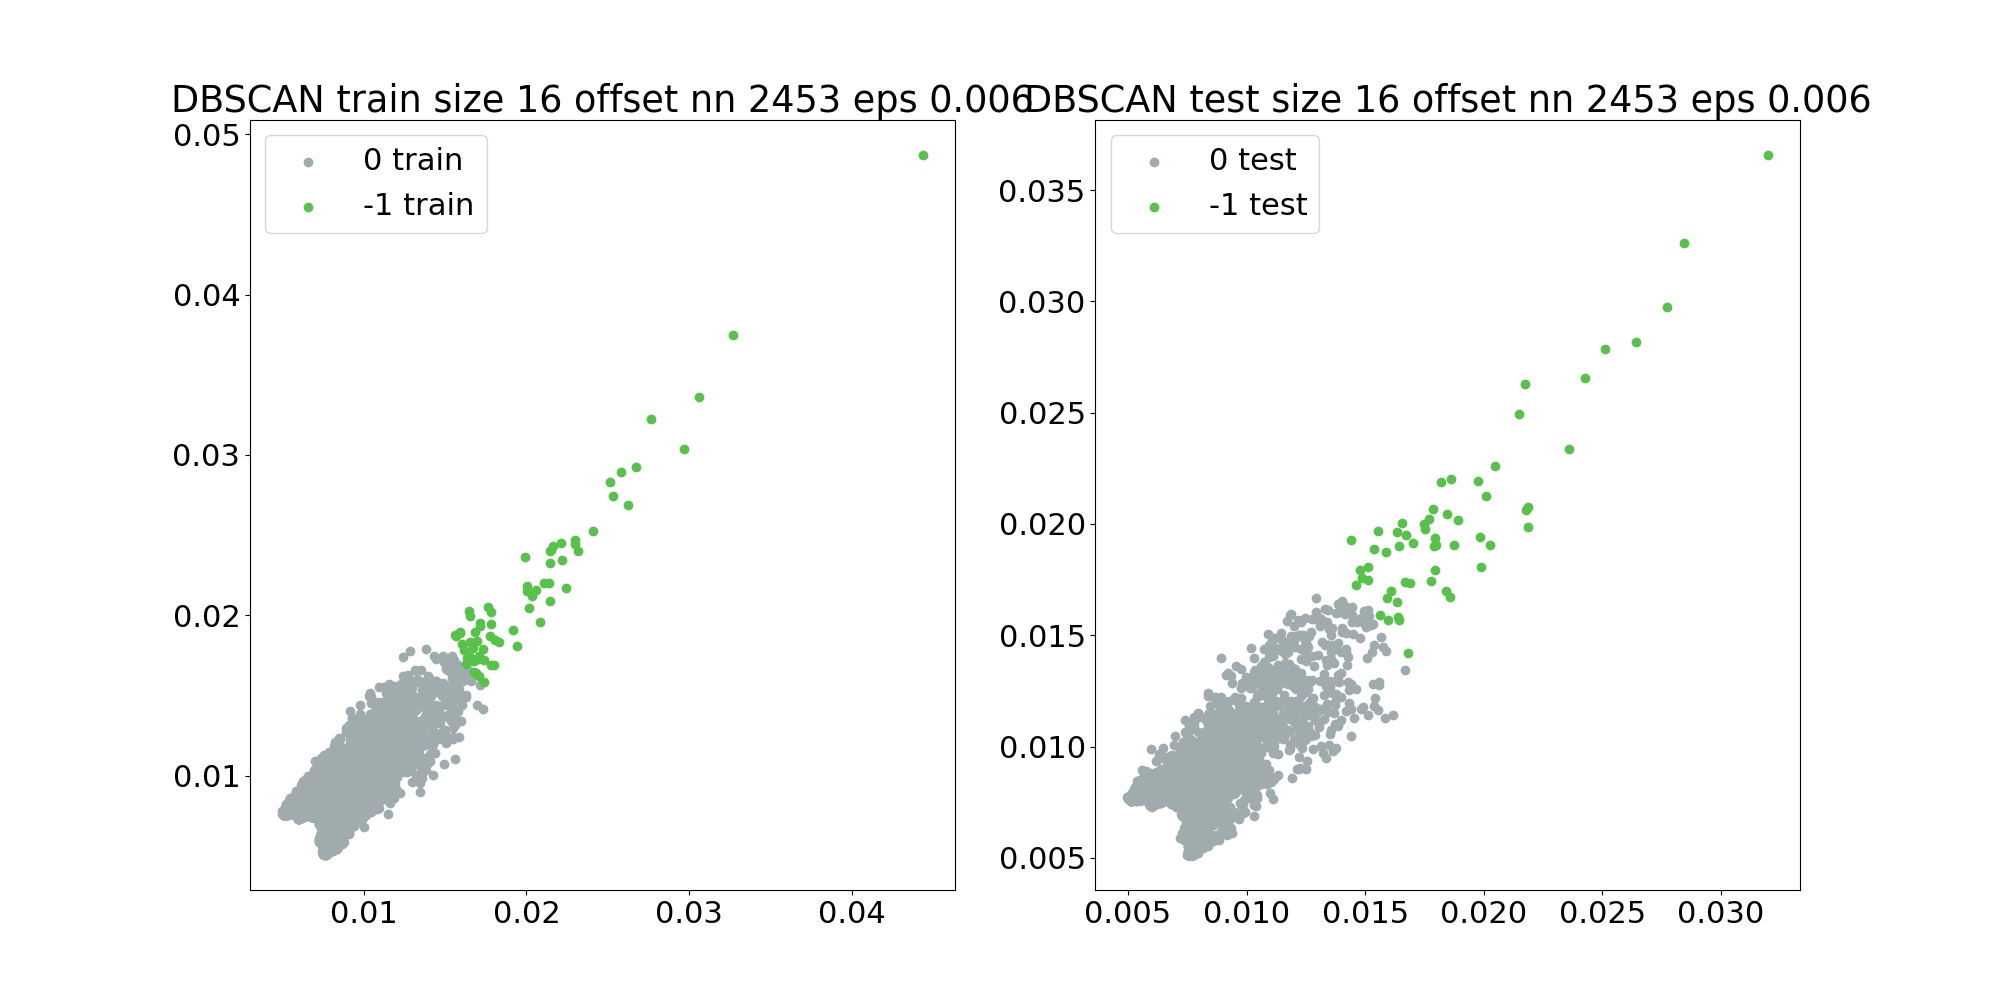 DBSCAN train size 16 offset nn 2453 eps 0.006
0 train
-1 train
0.05
0.04
0.03
0.02
0.01
0.01 0.02 0.03 0.04
DBSCAN test size 16 offset nn 2453 eps 0.006
0 test
-1 test
0.035
0.030
0.025
0.020
0.015
0.010
0.005
0.005 0.010 0.015 0.020 0.025 0.030